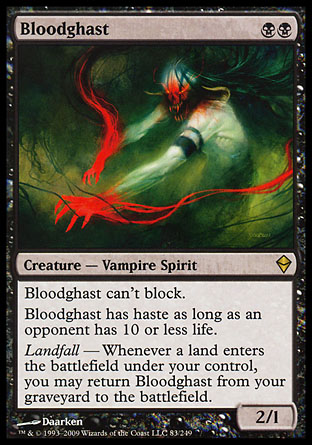 Bloodghast
Creature — Vampire Spirit
Bloodghast can't block.
Bloodghast has haste as long as an
opponent has 10 or less life.
Landfall — Whenever a land enters
the battlefield under your control,
you may return Bloodghast from
your graveyard to the battlefield.
Daarken
™ & © 1993–2009 Wizards of the Coast LLC 83/249
2/1